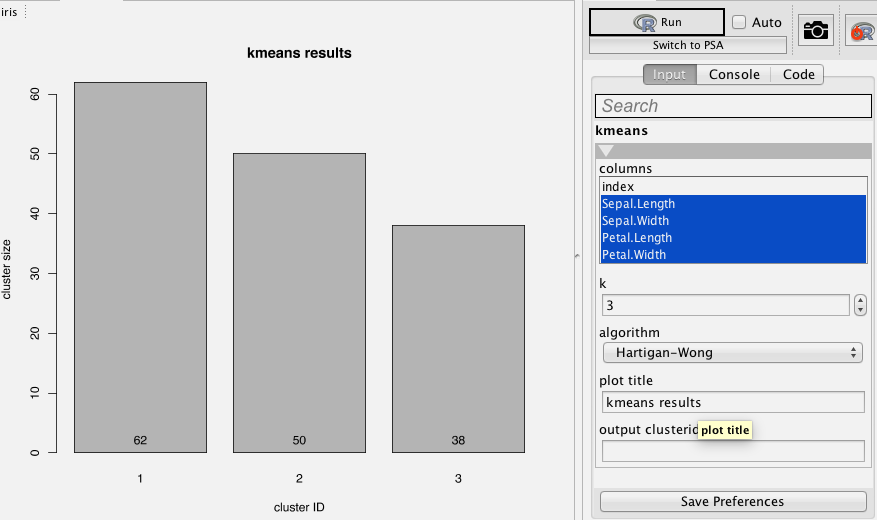 iris
kmeans results
cluster size
60
50
40
30
20
10
0
62
50
38
1
2
3
cluster ID
R Run
Auto
Switch to PSA
R
Input
Console
Code
Search
kmeans
columns
index
Sepal.Length
Sepal.Width
Petal.Length
Petal.Width
k
3
algorithm
Hartigan-Wong
plot title
kmeans results
output clusterid
plot title
Save Preferences